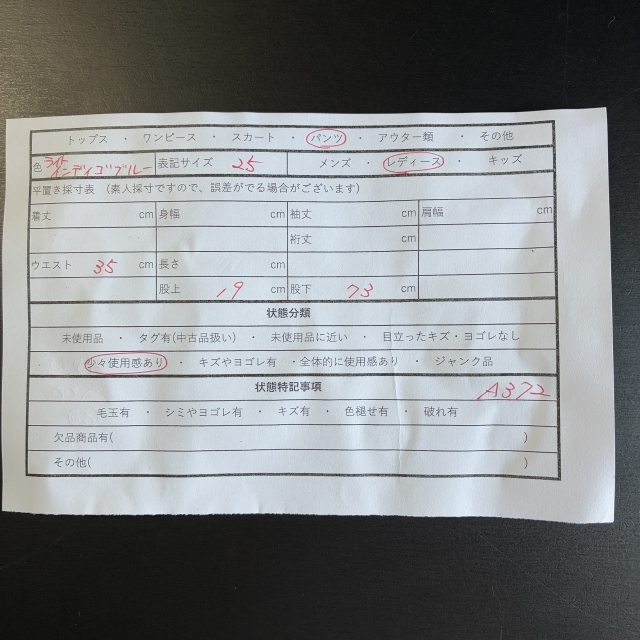 トップス ・ ワンピース ・ スカート ・ パンツ ・ アウター類 ・ その他
色 ライトインディゴブルー 表記サイズ 25 メンズ ・ レディース ・ キッズ
平置き採寸表 (素人採寸ですので、誤差がでる場合がございます)
着丈 cm 身幅 cm 袖丈 cm 肩幅 cm
裄丈 cm
ウエスト 35 cm 長さ cm
股上 19 cm 股下 73 cm
状態分類
未使用品 ・ タグ有(中古品扱い) ・ 未使用品に近い ・ 目立ったキズ・ヨゴレなし
少々使用感あり ・ キズやヨゴレ有 ・全体的に使用感あり ・ ジャンク品
状態特記事項 A372
毛玉有 ・ シミやヨゴレ有 ・ キズ有 ・ 色褪せ有 ・ 破れ有
欠品商品有( )
その他( )